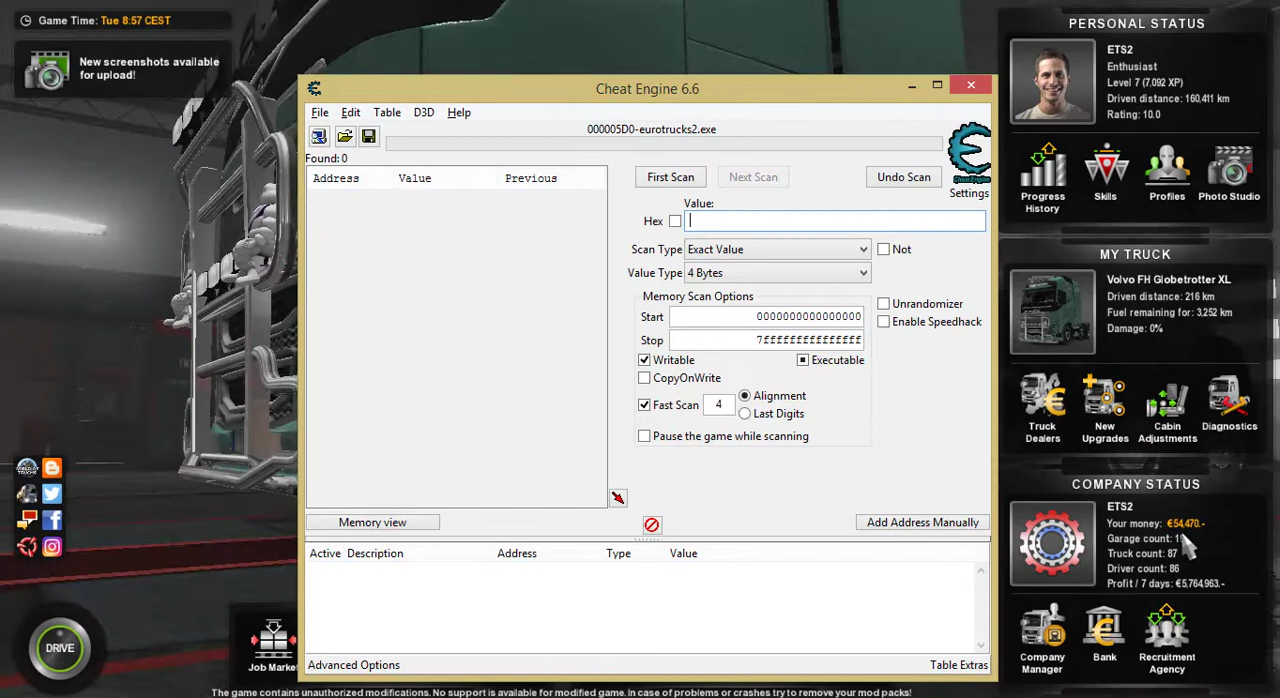 Game Time: Tue 8:57 CEST
New screenshots available
for upload!
Cheat Engine 6.6
File Edit Table D3D Help
000005D0-eurotrucks2.exe
Found: 0
Address Value Previous
First Scan Next Scan Undo Scan
Cheat Engine
Settings
Value:
Hex
Scan Type Exact Value Not
Value Type 4 Bytes
Memory Scan Options
Start 0000000000000000
Stop 7fffffffffffffff
Unrandomizer
Enable Speedhack
Writable Executable
CopyOnWrite
Fast Scan 4 Alignment
Last Digits
Pause the game while scanning
Memory view Add Address Manually
Active Description Address Type Value
Advanced Options Table Extras
PERSONAL STATUS
ETS2
Enthusiast
Level 7 (7,092 XP)
Driven distance: 160,411 km
Rating: 10.0
Progress
History
Skills
Profiles
Photo Studio
MY TRUCK
Volvo FH Globetrotter XL
Driven distance: 216 km
Fuel remaining for: 3,252 km
Damage: 0%
Truck
Dealers
New
Upgrades
Cabin
Adjustments
Diagnostics
COMPANY STATUS
ETS2
Your money: €54,470.-
Garage count:
Truck count: 87
Driver count: 86
Profit / 7 days: €5,764,963.-
Company
Manager
Bank
Recruitment
Agency
DRIVE
Job Market
The game contains unauthorized modifications. No support is available for modified game. In case of problems or crashes try to remove your mod packs!